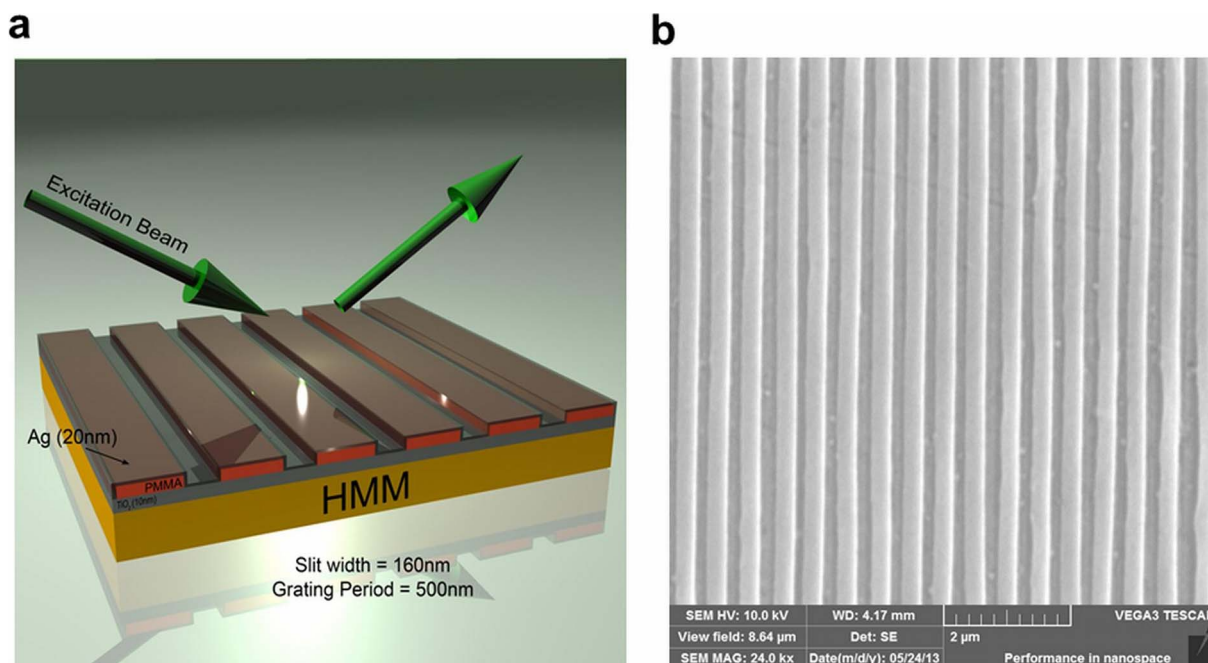 a
b
Excitation Beam
Ag (20nm)
PMMA
TiO₂(10nm)
HMM
Slit width = 160nm
Grating Period = 500nm
SEM HV: 10.0 kV
WD: 4.17 mm
VEGA3 TESCA
View field: 8.64 µm
Det: SE
2 µm
SEM MAG: 24.0 kx
Date(m/d/y): 05/24/13
Performance in nanospace